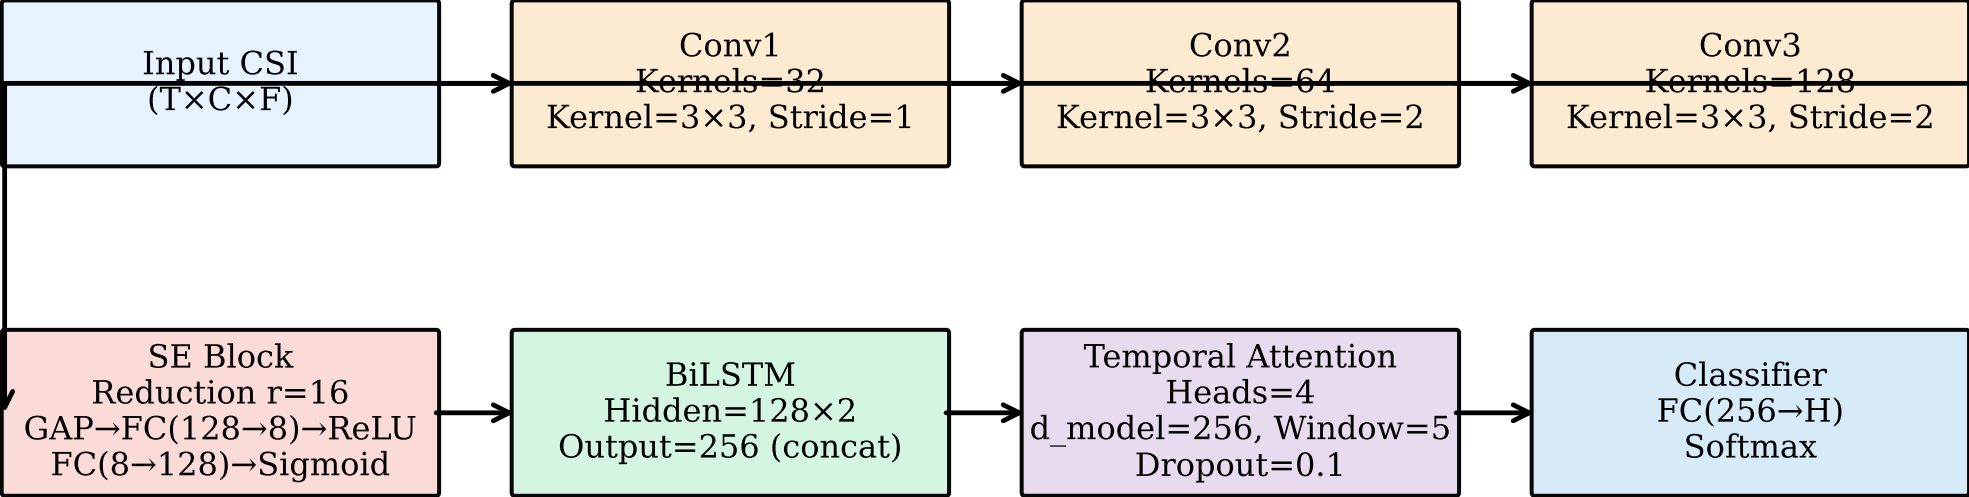 Input CSI
(T×C×F)
Conv1
Kernels=32
Kernel=3×3, Stride=1
Conv2
Kernels=64
Kernel=3×3, Stride=2
Conv3
Kernels=128
Kernel=3×3, Stride=2
SE Block
Reduction r=16
GAP→FC(128→8)→ReLU
FC(8→128)→Sigmoid
BiLSTM
Hidden=128×2
Output=256 (concat)
Temporal Attention
Heads=4
d_model=256, Window=5
Dropout=0.1
Classifier
FC(256→H)
Softmax